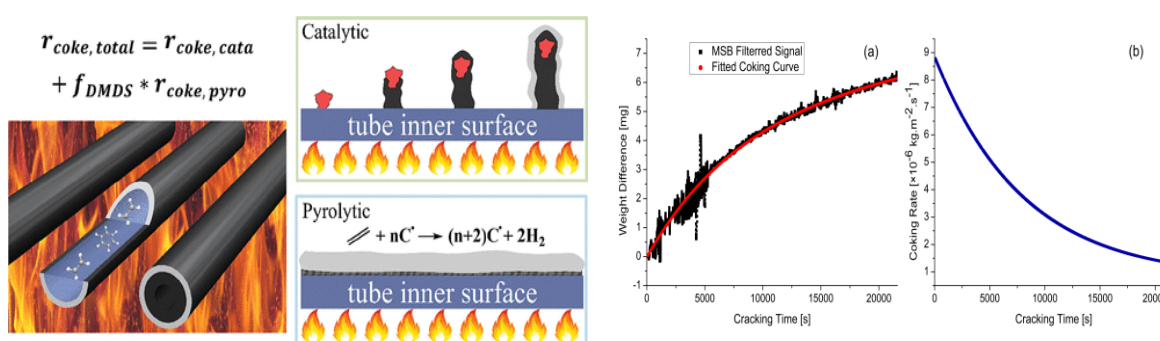 r_coke,total = r_coke,cata
+ f_DMDS * r_coke,pyro
Catalytic
tube inner surface
Pyrolytic
+ nC• → (n+2)C• + 2H₂
tube inner surface
(a)
MSB Filterred Signal
Fitted Coking Curve
Weight Difference [mg]
7
6
5
4
3
2
1
0
-1
0
5000
10000
15000
20000
Cracking Time [s]
(b)
Coking Rate [×10⁻⁶ kg.m⁻².s⁻¹]
9
8
7
6
5
4
3
2
1
0
5000
10000
15000
20000
Cracking Time [s]